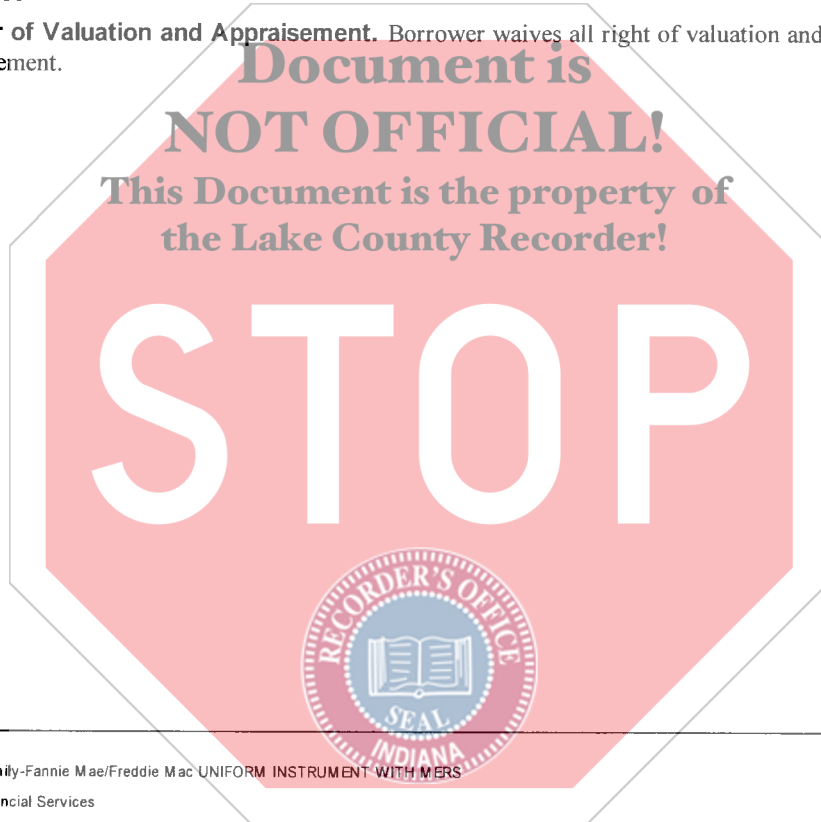 of Valuation and Appraisement. Borrower waives all right of valuation and
Document is
NOT OFFICIAL!
This Document is the property of
the Lake County Recorder!
STOP
RECORDER'S OFFICE
SEAL
INDIANA
ily-Fannie Mae/Freddie Mac UNIFORM INSTRUMENT WITH MERS
ncial Services